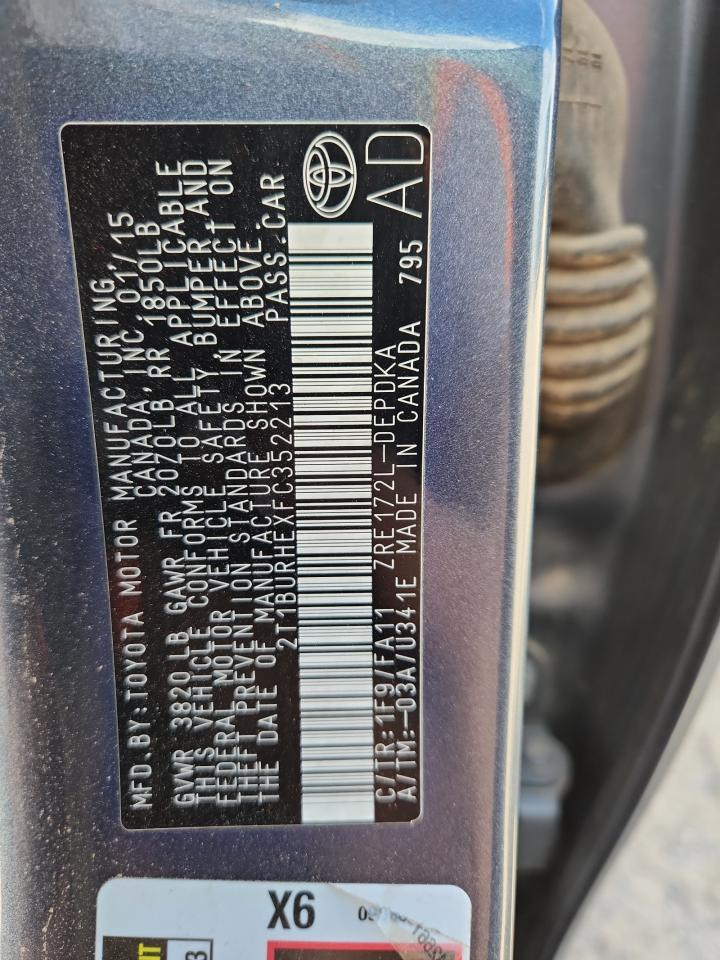 MFD.BY:TOYOTA MOTOR MANUFACTURING,
CANADA, INC. 01/15
GVWR 3820LB GAWR FR 2070LB RR 1850LB
THIS VEHICLE CONFORMS TO ALL APPLICABLE
FEDERAL MOTOR VEHICLE SAFETY, BUMPER, AND
THEFT PREVENTION STANDARDS IN EFFECT ON
THE DATE OF MANUFACTURE SHOWN ABOVE.
2T1BURHEXFC352213 PASS.CAR
C/TR:1F9/FA11 ZRE172L-DEPDKA
A/TM:-03A/U341E MADE IN CANADA 795 AD
X6